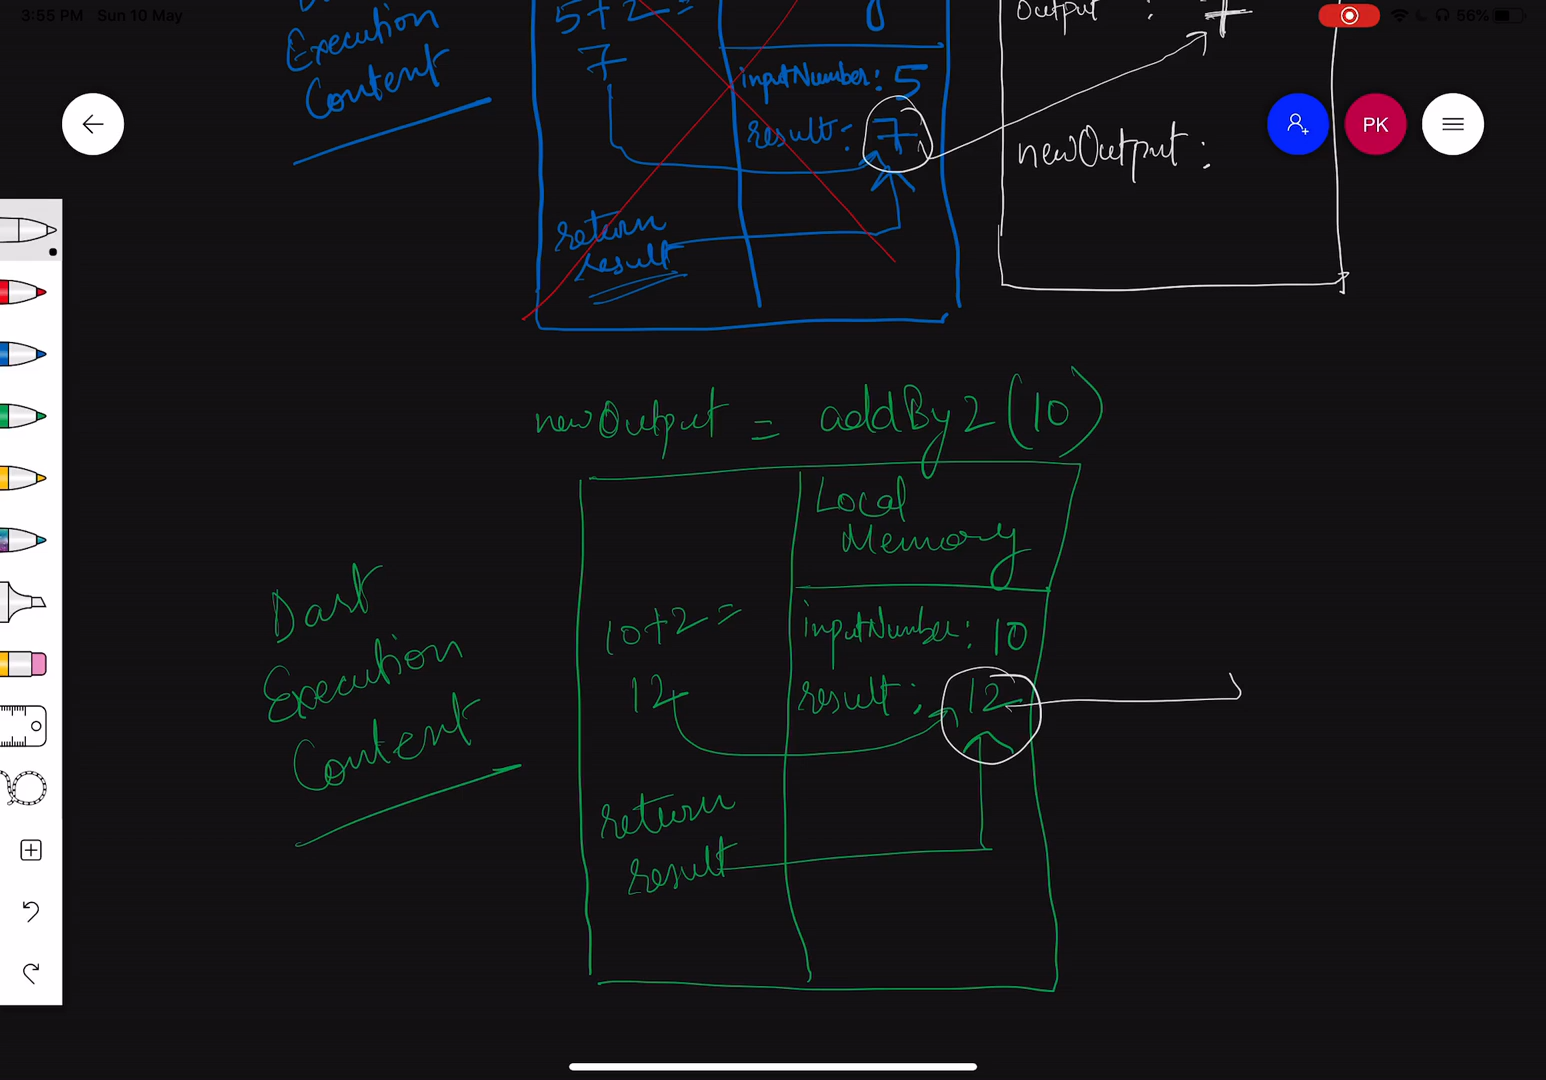 3:55 PM Sun 10 May
56%
Execution
Content
5+2=
7
inputNumber: 5
result: 7
return
result
Output : 7
newOutput :
PK
newOutput = addBy2(10)
Local
Memory
Dart
Execution
Content
10+2=
12
inputNumber: 10
result: 12
return
result